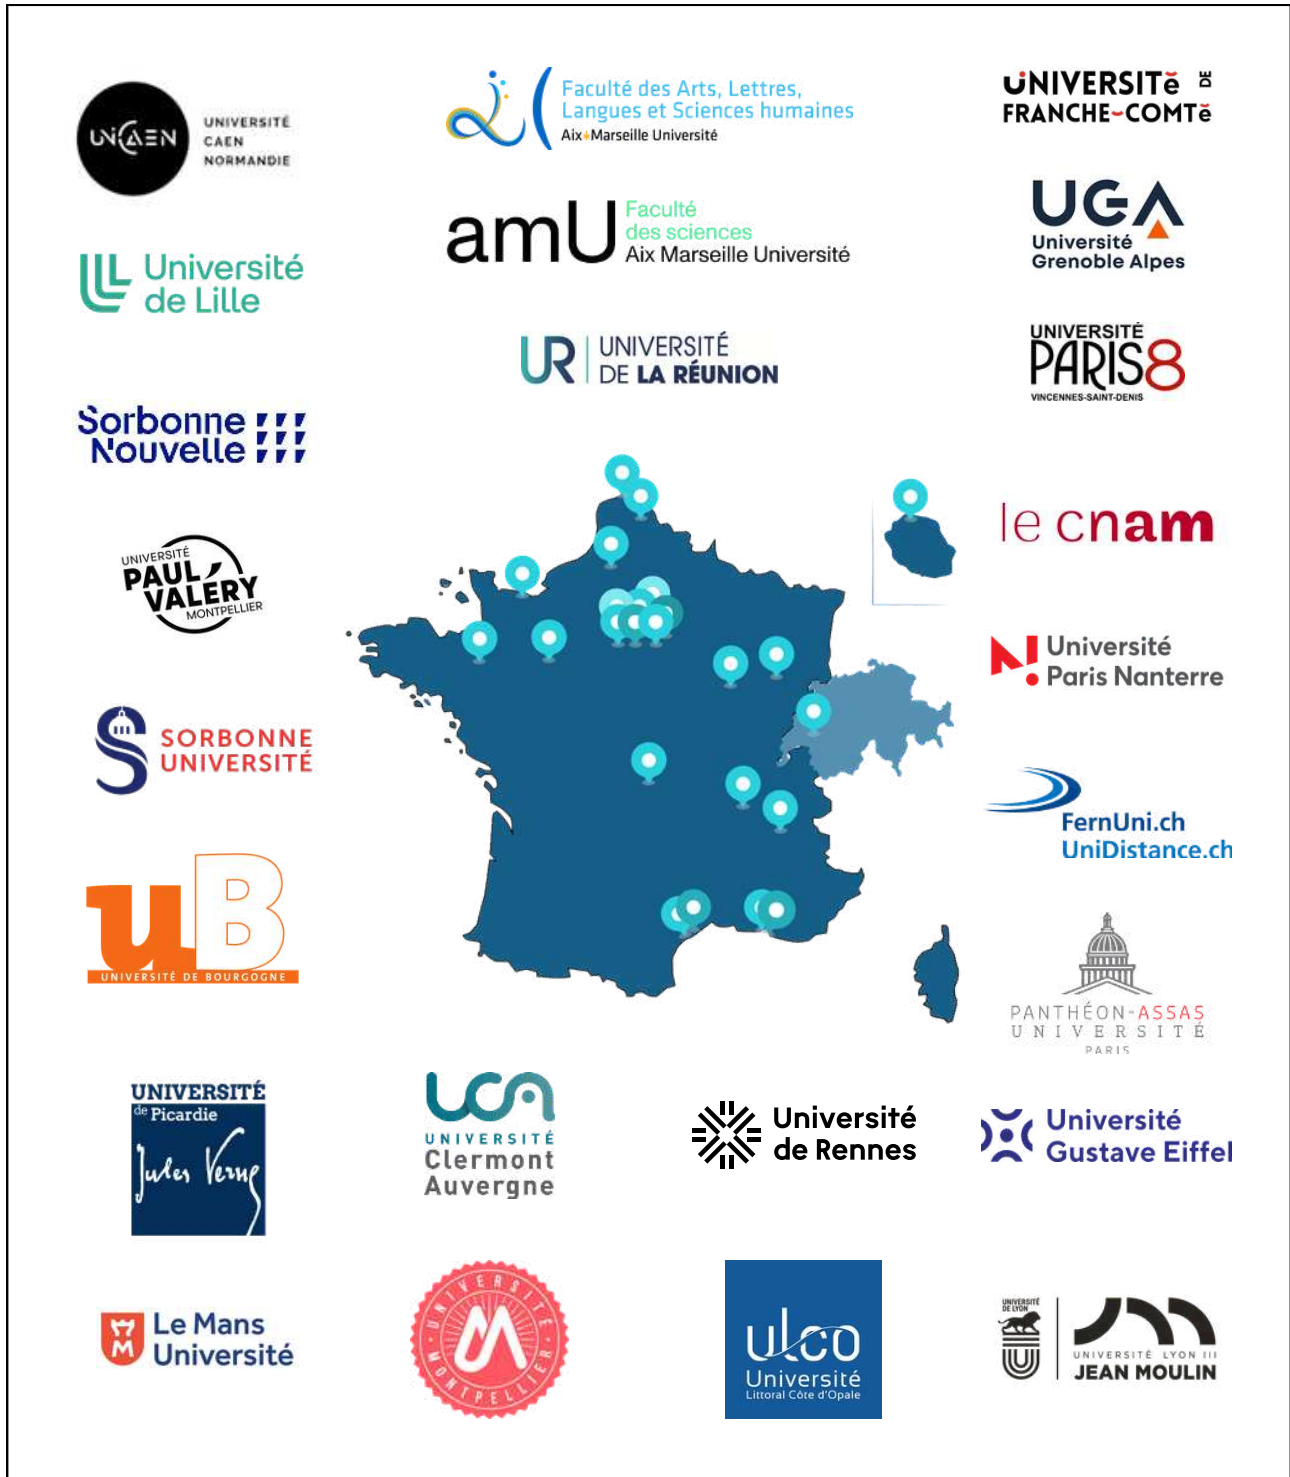 UNICAEN
UNIVERSITÉ
CAEN
NORMANDIE
Faculté des Arts, Lettres,
Langues et Sciences humaines
Aix*Marseille Université
UNIVERSITÉ DE
FRANCHE-COMTÉ
amU
Faculté
des sciences
Aix Marseille Université
UGA
Université
Grenoble Alpes
Université
de Lille
UR
UNIVERSITÉ
DE LA RÉUNION
UNIVERSITÉ
PARIS8
VINCENNES-SAINT-DENIS
Sorbonne
Nouvelle
le cnam
UNIVERSITÉ
PAUL
VALÉRY
MONTPELLIER
Université
Paris Nanterre
SORBONNE
UNIVERSITÉ
FernUni.ch
UniDistance.ch
uB
UNIVERSITÉ DE BOURGOGNE
PANTHÉON-ASSAS
UNIVERSITÉ
PARIS
UNIVERSITÉ
de Picardie
Jules Verne
UCA
UNIVERSITÉ
Clermont
Auvergne
Université
de Rennes
Université
Gustave Eiffel
Le Mans
Université
UNIVERSITÉ
M
MONTPELLIER
ulco
Université
Littoral Côte d'Opale
UNIVERSITÉ
DE LYON
UNIVERSITÉ LYON III
JEAN MOULIN